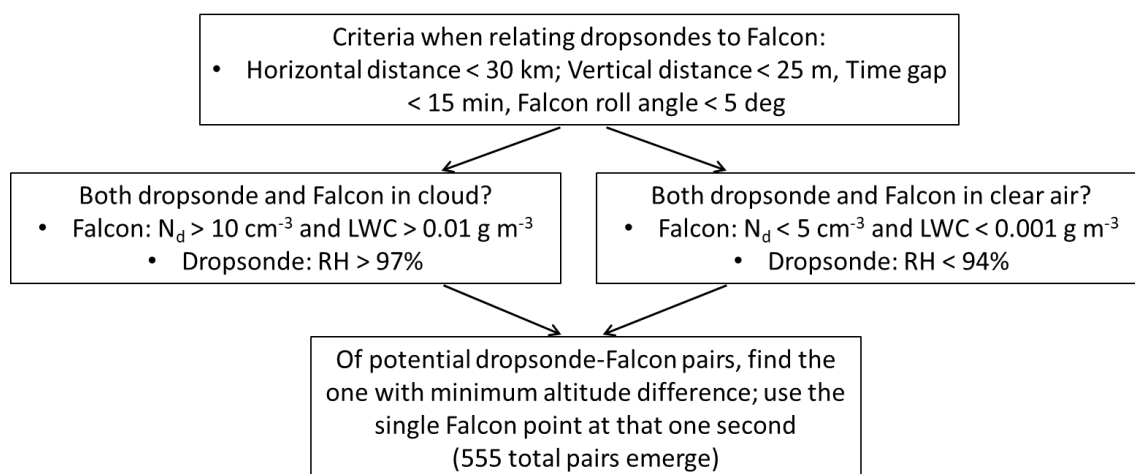 Criteria when relating dropsondes to Falcon:
• Horizontal distance < 30 km; Vertical distance < 25 m, Time gap
< 15 min, Falcon roll angle < 5 deg
Both dropsonde and Falcon in cloud?
• Falcon: N_d > 10 cm⁻³ and LWC > 0.01 g m⁻³
• Dropsonde: RH > 97%
Both dropsonde and Falcon in clear air?
• Falcon: N_d < 5 cm⁻³ and LWC < 0.001 g m⁻³
• Dropsonde: RH < 94%
Of potential dropsonde-Falcon pairs, find the
one with minimum altitude difference; use the
single Falcon point at that one second
(555 total pairs emerge)